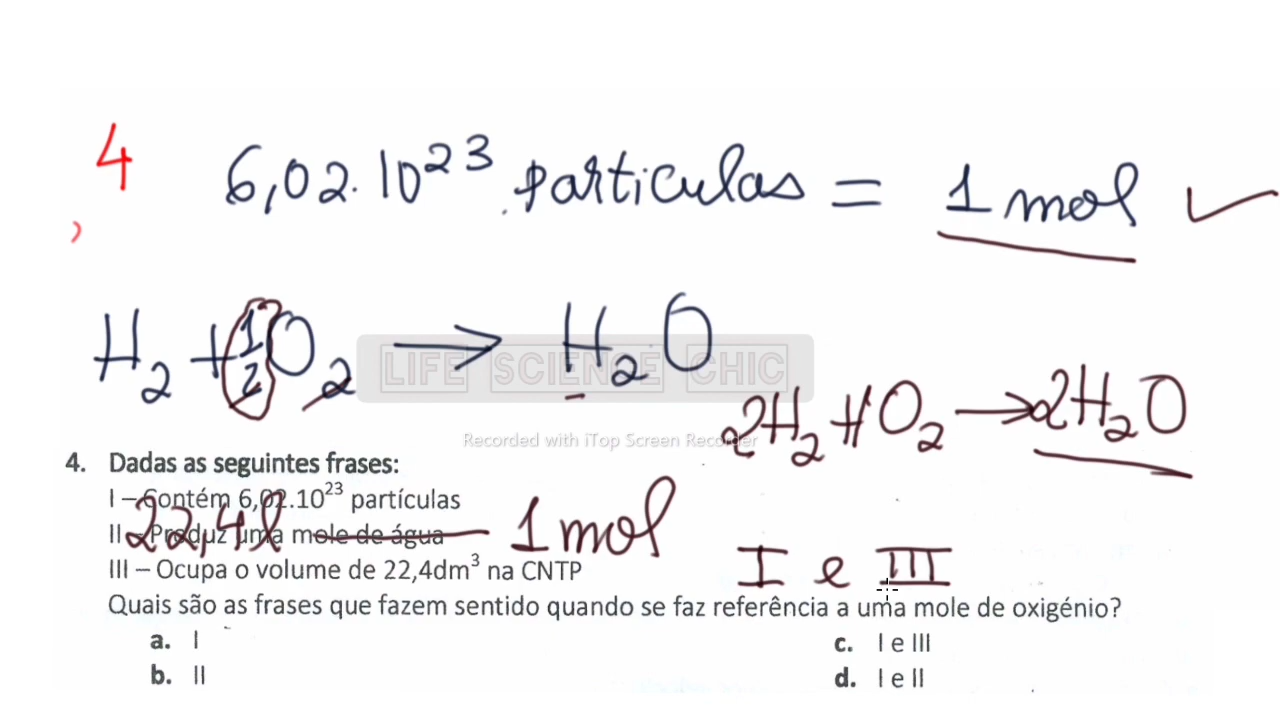 4
6,02.10²³ particulas = 1 mol
H₂ + 1/2 O₂ → H₂O
LIFE SCIENCE CHIC
2H₂ + O₂ → 2H₂O
Recorded with iTop Screen Recorder
4. Dadas as seguintes frases:
I – Contém 6,02.10²³ partículas
22,4l — 1 mol
II – Produz uma mole de água
I e III
III – Ocupa o volume de 22,4dm³ na CNTP
Quais são as frases que fazem sentido quando se faz referência a uma mole de oxigénio?
a. I
c. I e III
b. II
d. I e II